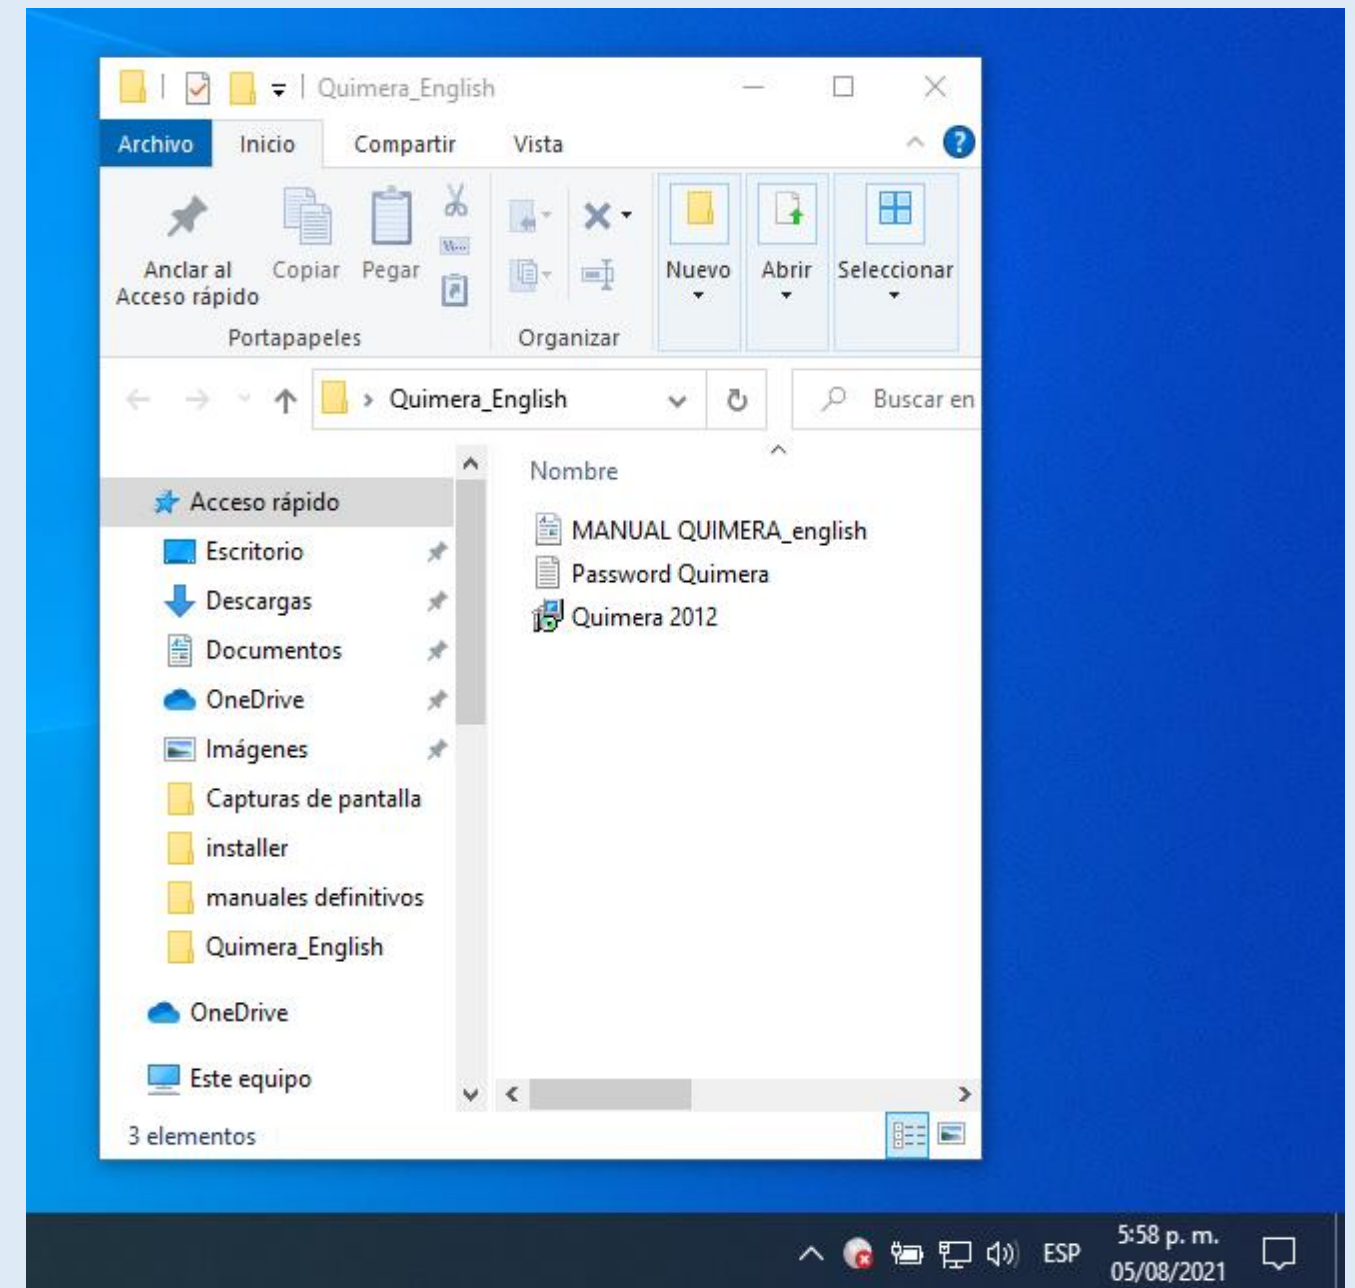 Quimera_English
Archivo Inicio Compartir Vista
Anclar al Acceso rápido
Copiar Pegar
Nuevo Abrir Seleccionar
Portapapeles Organizar
Quimera_English Buscar en
Nombre
Acceso rápido
Escritorio
Descargas
Documentos
OneDrive
Imágenes
Capturas de pantalla
installer
manuales definitivos
Quimera_English
OneDrive
Este equipo
MANUAL QUIMERA_english
Password Quimera
Quimera 2012
3 elementos
ESP
5:58 p. m.
05/08/2021